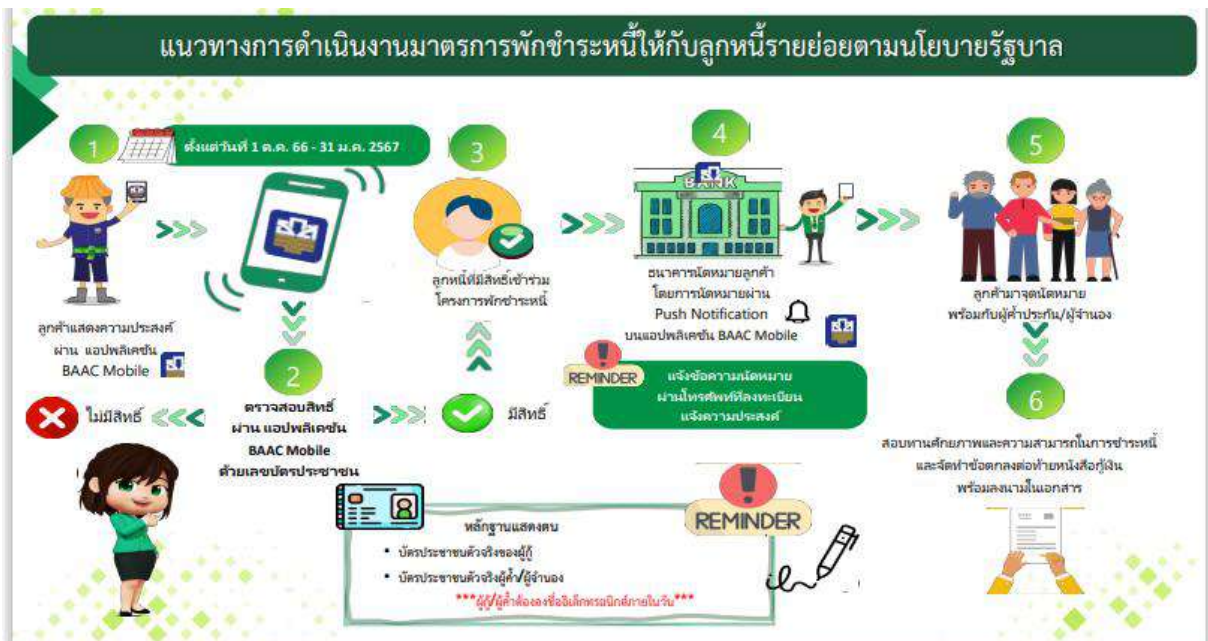 แนวทางการดำเนินงานมาตรการพักชำระหนี้ให้กับลูกหนี้รายย่อยตามนโยบายรัฐบาล
1
ตั้งแต่วันที่ 1 ต.ค. 66 - 31 ม.ค. 2567
ลูกค้าแสดงความประสงค์
ผ่าน แอปพลิเคชัน
BAAC Mobile
2
ตรวจสอบสิทธิ์
ผ่าน แอปพลิเคชัน
BAAC Mobile
ด้วยเลขบัตรประชาชน
ไม่มีสิทธิ์
มีสิทธิ์
3
ลูกหนี้ที่มีสิทธิ์เข้าร่วม
โครงการพักชำระหนี้
4
BANK
ธนาคารนัดหมายลูกค้า
โดยการนัดหมายผ่าน
Push Notification
บนแอปพลิเคชัน BAAC Mobile
REMINDER
แจ้งข้อความนัดหมาย
ผ่านโทรศัพท์ที่ลงทะเบียน
แจ้งความประสงค์
5
ลูกค้ามาจุดนัดหมาย
พร้อมกับผู้ค้ำประกัน/ผู้จำนอง
6
สอบทานศักยภาพและความสามารถในการชำระหนี้
และจัดทำข้อตกลงต่อท้ายหนังสือกู้เงิน
พร้อมลงนามในเอกสาร
REMINDER
หลักฐานแสดงตน
• บัตรประชาชนตัวจริงของผู้กู้
• บัตรประชาชนตัวจริงผู้ค้ำ/ผู้จำนอง
***ผู้กู้/ผู้ค้ำต้องลงชื่ออิเล็กทรอนิกส์ภายในวัน***